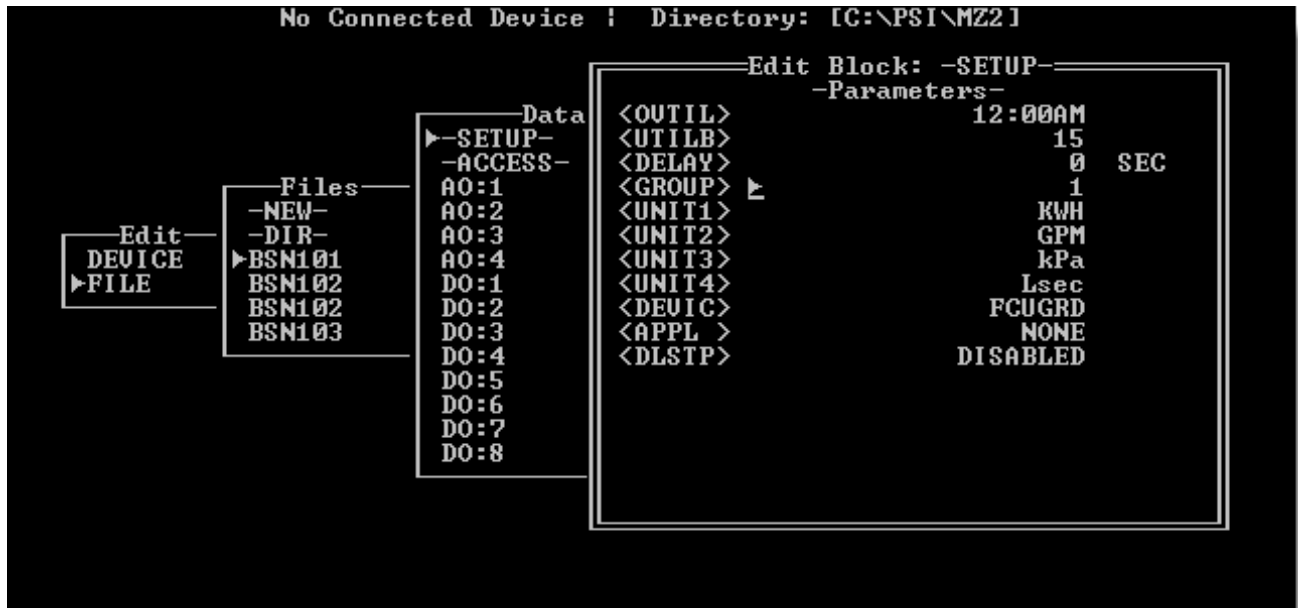 No Connected Device ¦ Directory: [C:\PSI\MZ2]
Edit
DEVICE
►FILE
Files
-NEW-
-DIR-
►BSN101
BSN102
BSN102
BSN103
Data
►-SETUP-
-ACCESS-
AO:1
AO:2
AO:3
AO:4
DO:1
DO:2
DO:3
DO:4
DO:5
DO:6
DO:7
DO:8
Edit Block: -SETUP-
-Parameters-
<OVTIL> 12:00AM
<UTILB> 15
<DELAY> 0 SEC
<GROUP> ► 1
<UNIT1> KWH
<UNIT2> GPM
<UNIT3> kPa
<UNIT4> Lsec
<DEVIC> FCUGRD
<APPL > NONE
<DLSTP> DISABLED